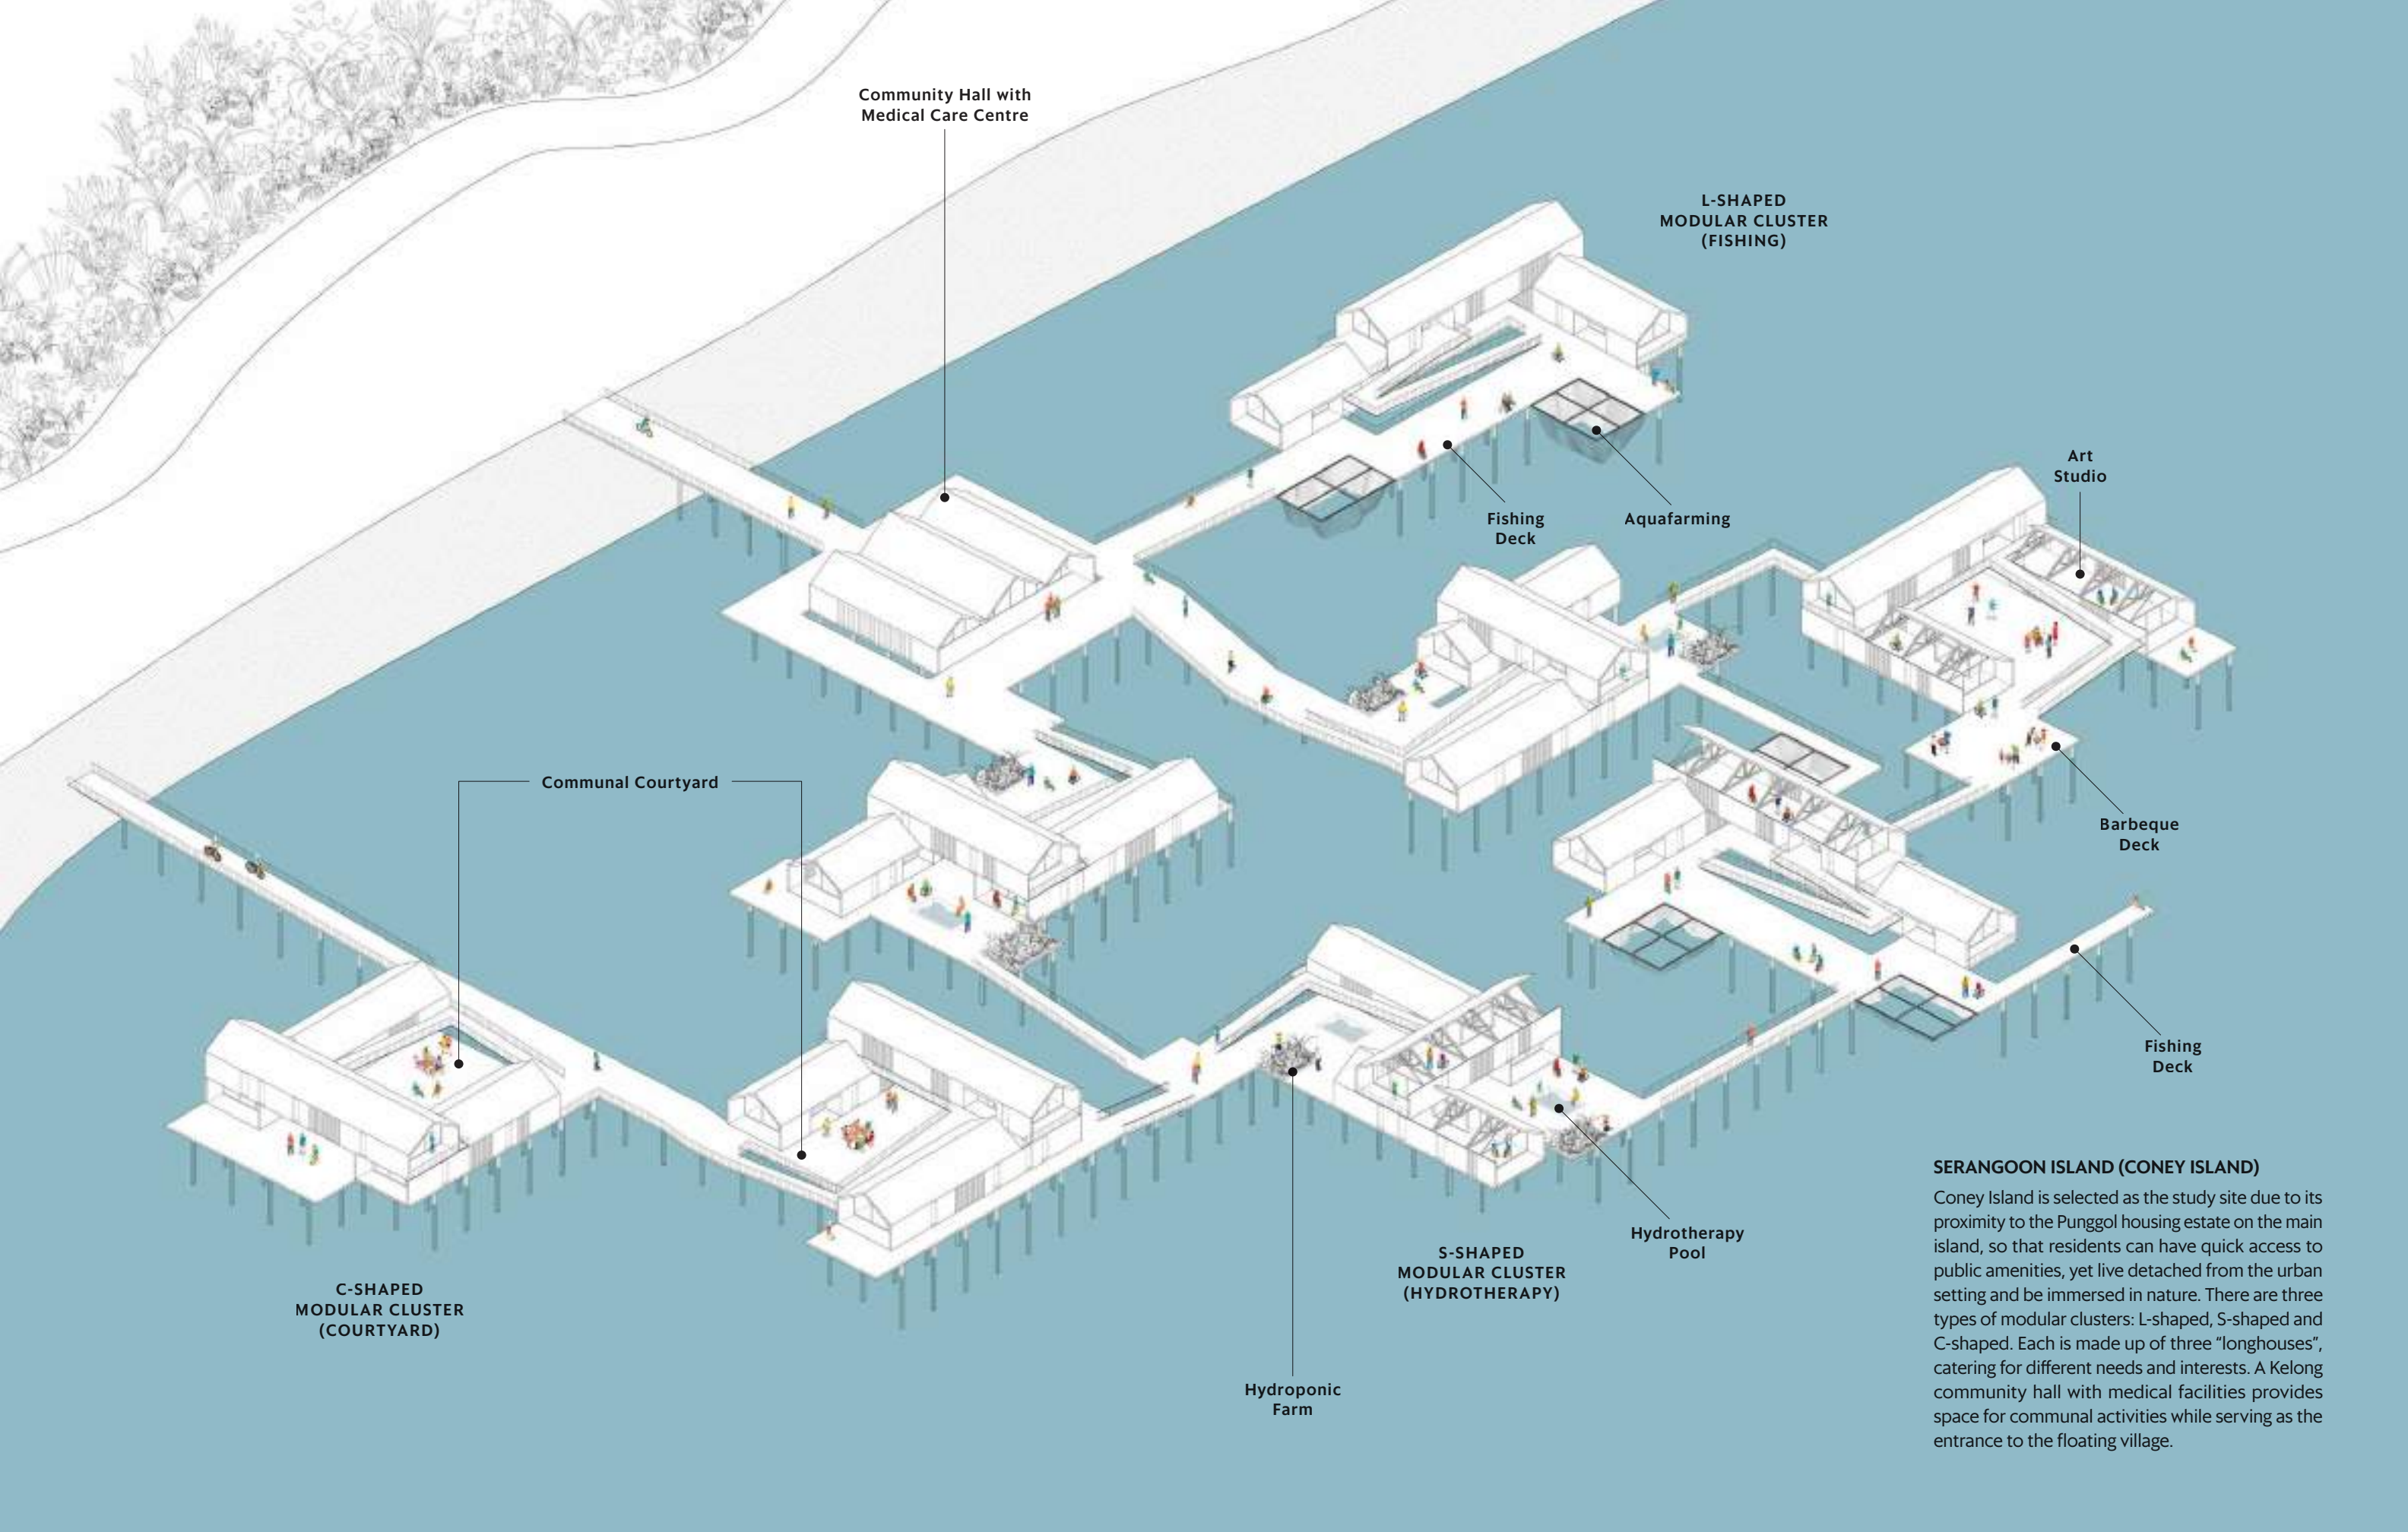 Community Hall with
Medical Care Centre
L-SHAPED
MODULAR CLUSTER
(FISHING)
Art
Studio
Fishing
Deck
Aquafarming
Communal Courtyard
Barbeque
Deck
Fishing
Deck
SERANGOON ISLAND (CONEY ISLAND)
Coney Island is selected as the study site due to its
proximity to the Punggol housing estate on the main
island, so that residents can have quick access to
public amenities, yet live detached from the urban
setting and be immersed in nature. There are three
types of modular clusters: L-shaped, S-shaped and
C-shaped. Each is made up of three “longhouses”,
catering for different needs and interests. A Kelong
community hall with medical facilities provides
space for communal activities while serving as the
entrance to the floating village.
Hydrotherapy
Pool
S-SHAPED
MODULAR CLUSTER
(HYDROTHERAPY)
C-SHAPED
MODULAR CLUSTER
(COURTYARD)
Hydroponic
Farm